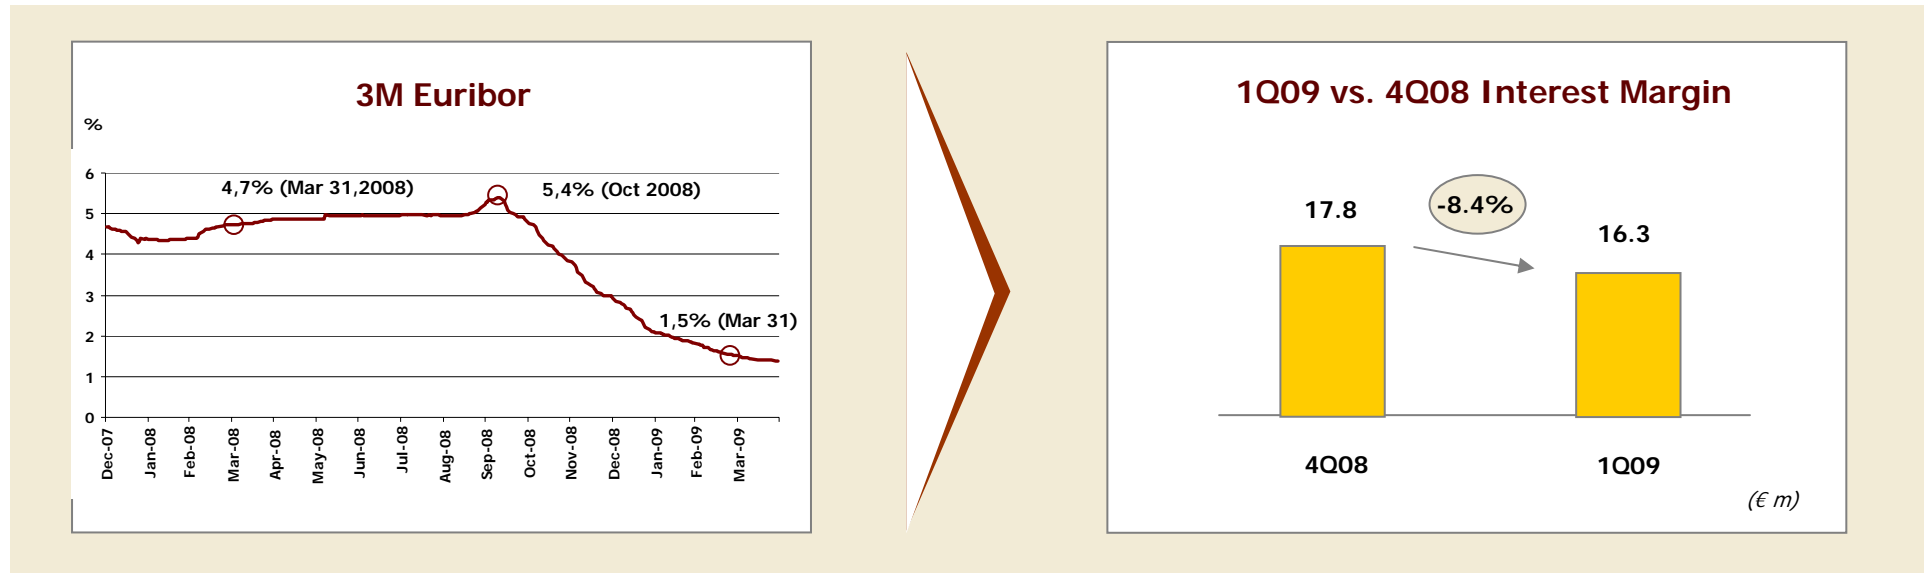 3M Euribor
%
6
5
4
3
2
1
0
4,7% (Mar 31,2008)
5,4% (Oct 2008)
1,5% (Mar 31)
Dec-07
Jan-08
Feb-08
Mar-08
Apr-08
May-08
Jun-08
Jul-08
Aug-08
Sep-08
Oct-08
Nov-08
Dec-08
Jan-09
Feb-09
Mar-09
1Q09 vs. 4Q08 Interest Margin
17.8
-8.4%
16.3
4Q08
1Q09
(€ m)